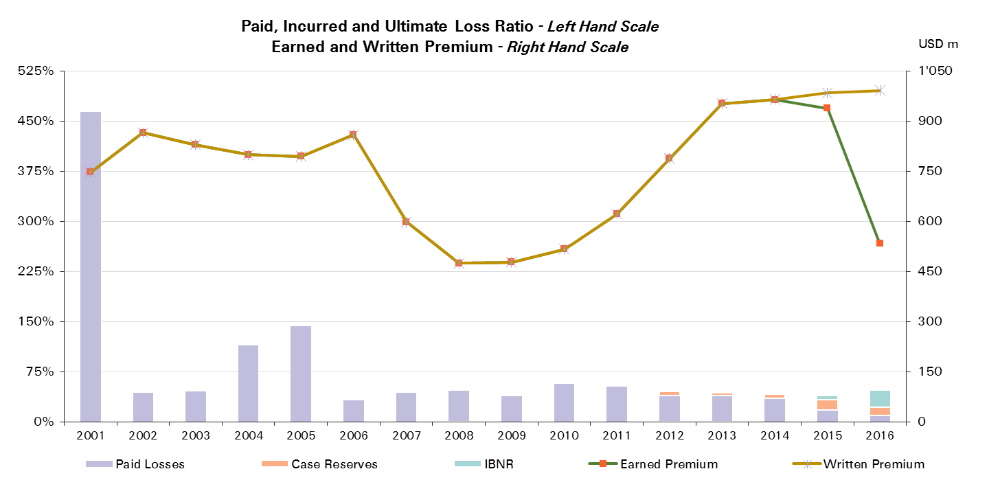 Paid, Incurred and Ultimate Loss Ratio - Left Hand Scale
Earned and Written Premium - Right Hand Scale
USD m
525% 1'050
450% 900
375% 750
300% 600
225% 450
150% 300
75% 150
0% 0
2001 2002 2003 2004 2005 2006 2007 2008 2009 2010 2011 2012 2013 2014 2015 2016
Paid Losses Case Reserves IBNR Earned Premium Written Premium